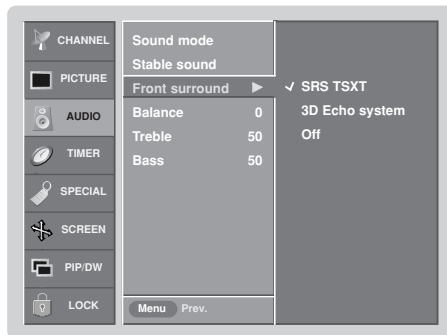 CHANNEL
PICTURE
AUDIO
TIMER
SPECIAL
SCREEN
PIP/DW
LOCK
Sound mode
Stable sound
Front surround ▶
Balance 0
Treble 50
Bass 50
Menu Prev.
✓ SRS TSXT
3D Echo system
Off